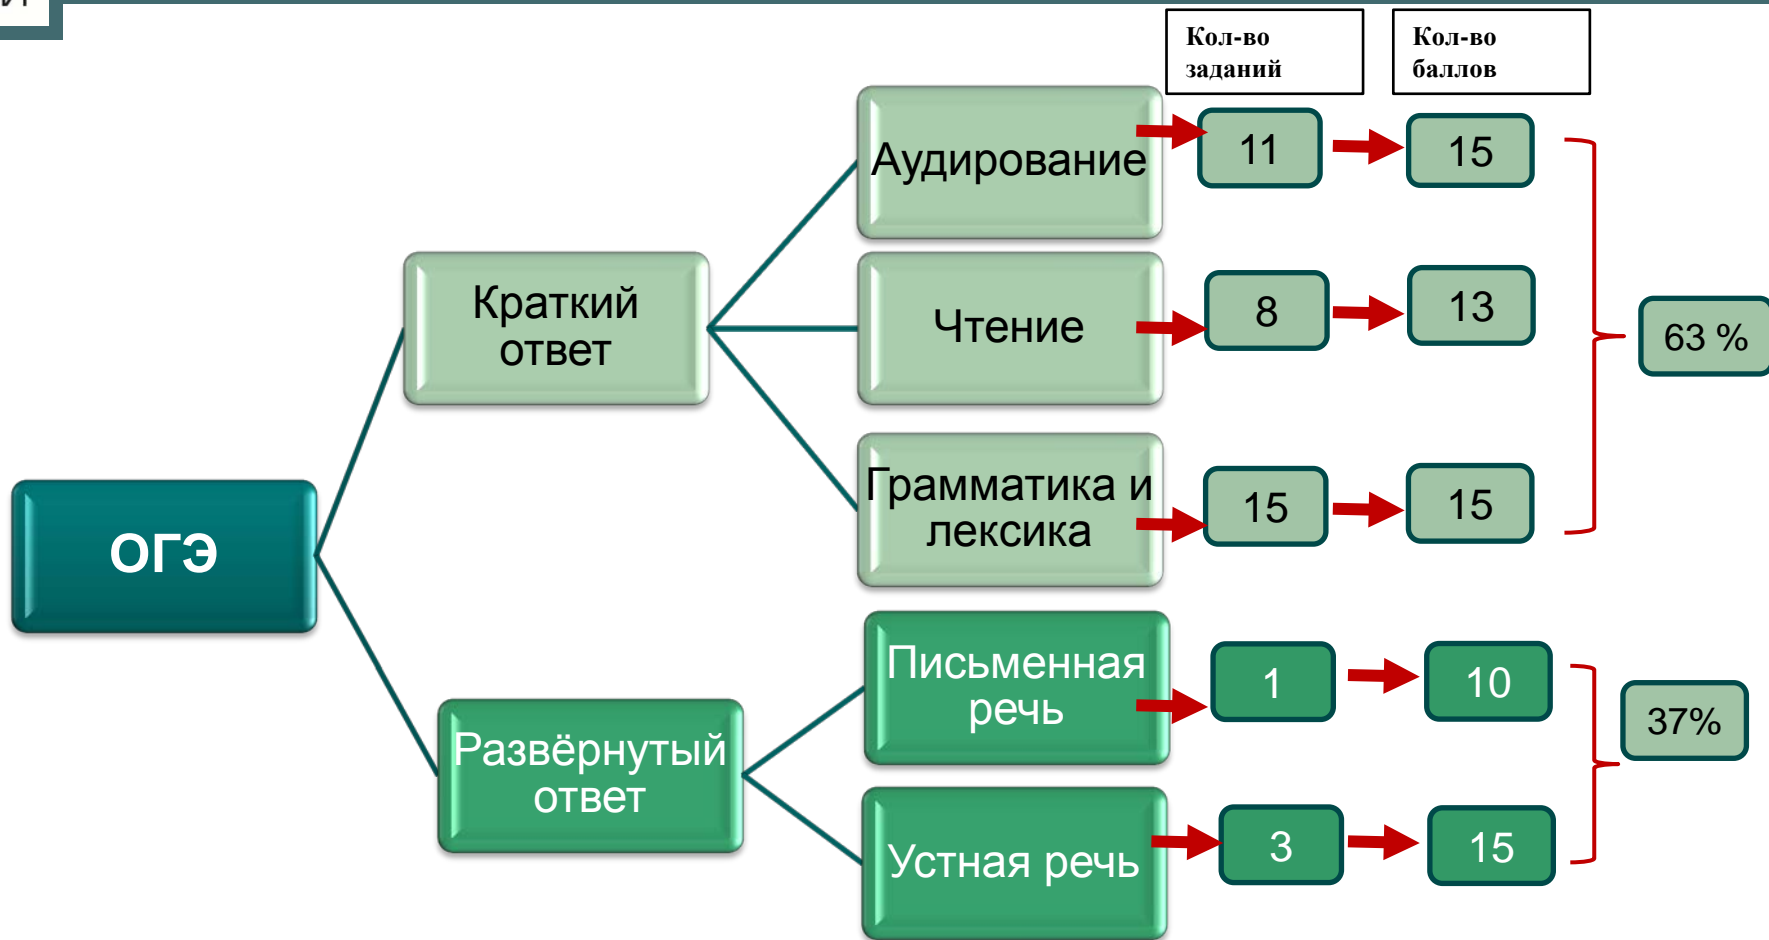 Кол-во
заданий
Кол-во
баллов
Аудирование
11
15
Краткий
ответ
Чтение
8
13
63 %
Грамматика и
лексика
15
15
ОГЭ
Письменная
речь
1
10
37%
Развёрнутый
ответ
Устная речь
3
15